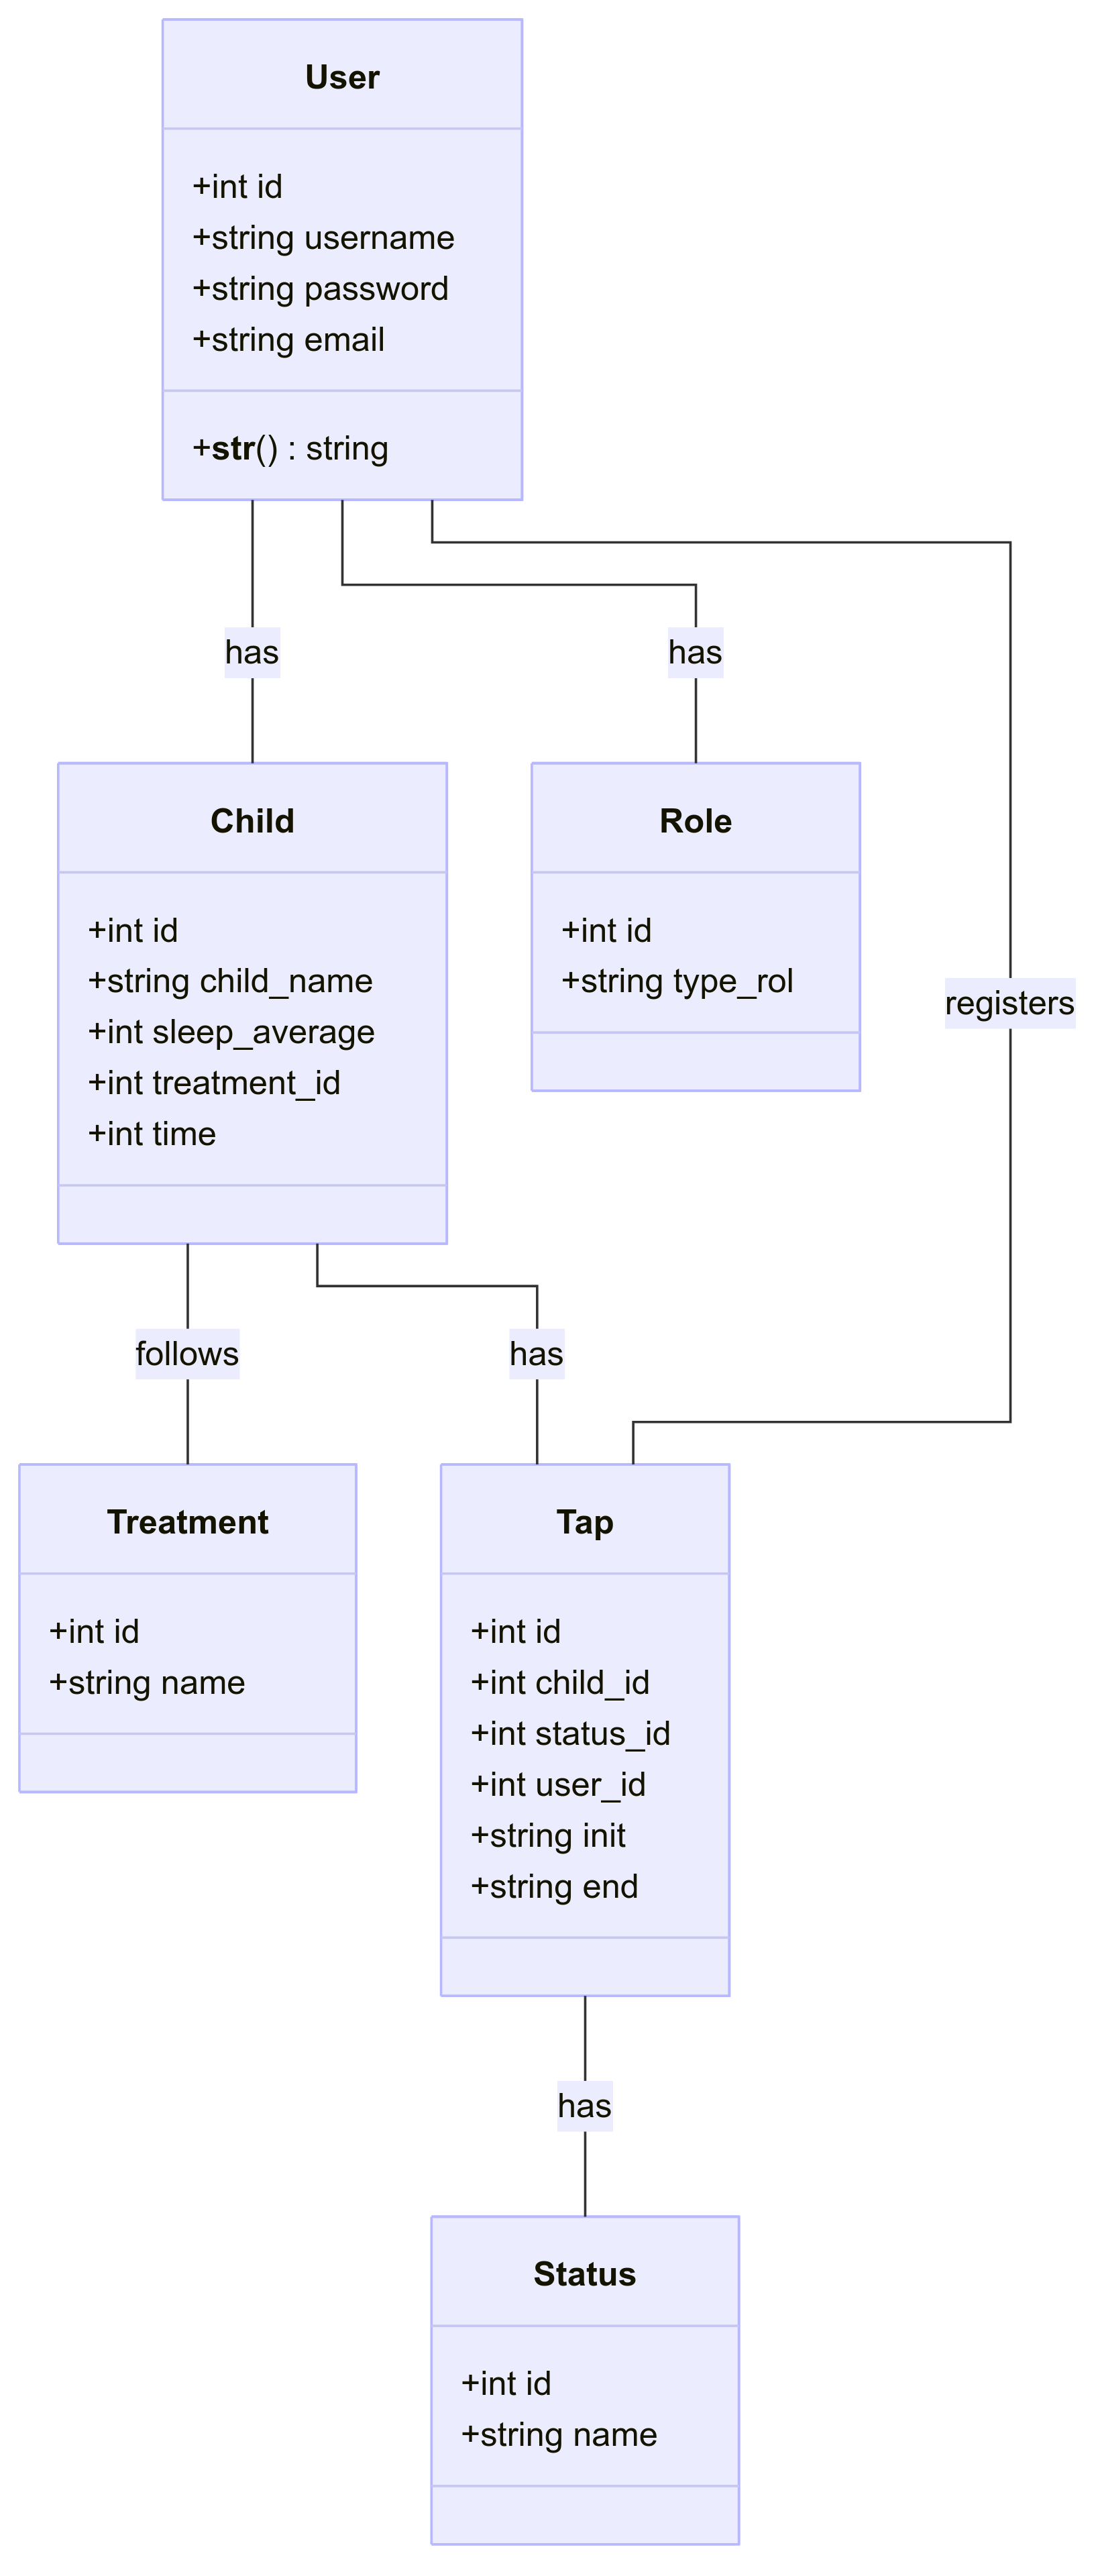 User
+int id
+string username
+string password
+string email
+str() : string
has
has
Child
+int id
+string child_name
+int sleep_average
+int treatment_id
+int time
Role
+int id
+string type_rol
registers
follows
has
Treatment
+int id
+string name
Tap
+int id
+int child_id
+int status_id
+int user_id
+string init
+string end
has
Status
+int id
+string name